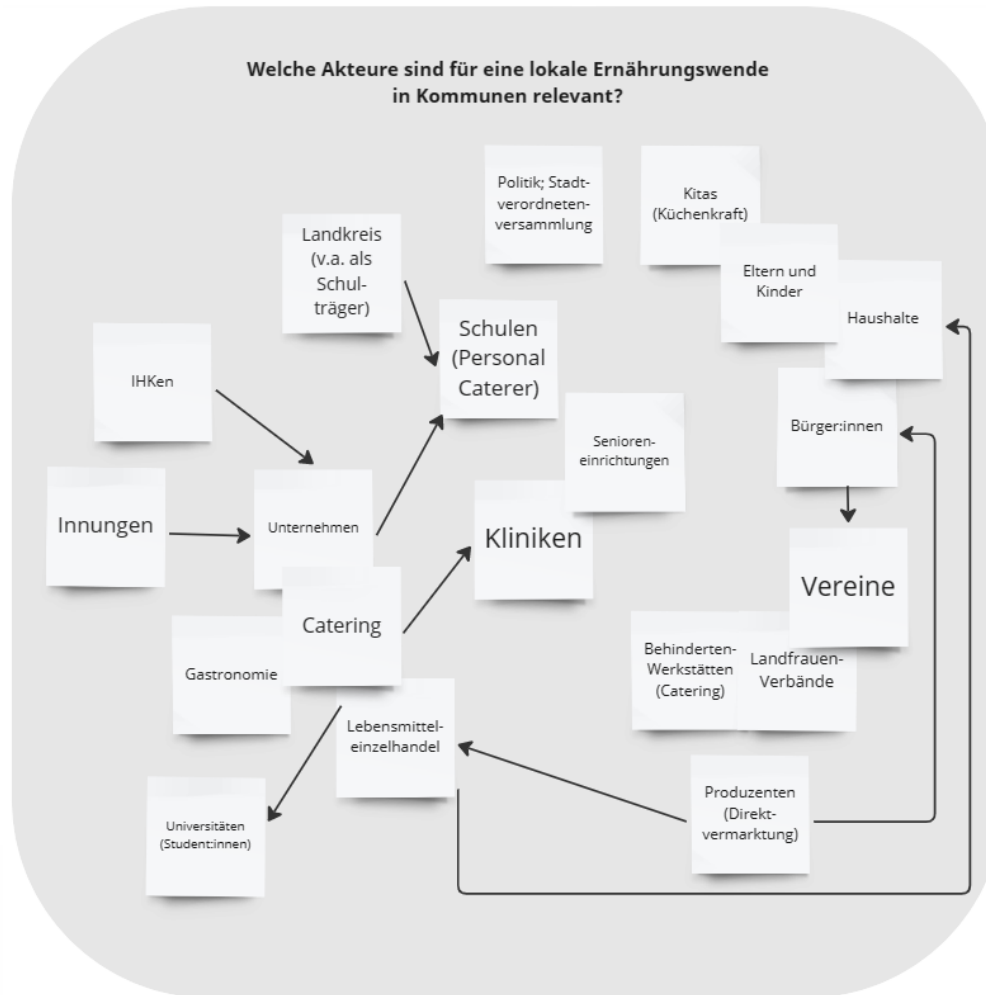 Welche Akteure sind für eine lokale Ernährungswende
in Kommunen relevant?
Politik; Stadt-
verordneten-
versammlung
Kitas
(Küchenkraft)
Landkreis
(v.a. als
Schul-
träger)
Eltern und
Kinder
Haushalte
Schulen
(Personal
Caterer)
IHKen
Bürger:innen
Senioren-
einrichtungen
Innungen
Unternehmen
Kliniken
Vereine
Catering
Gastronomie
Behinderten-
Werkstätten
(Catering)
Landfrauen-
Verbände
Lebensmittel-
einzelhandel
Produzenten
(Direkt-
vermarktung)
Universitäten
(Student:innen)